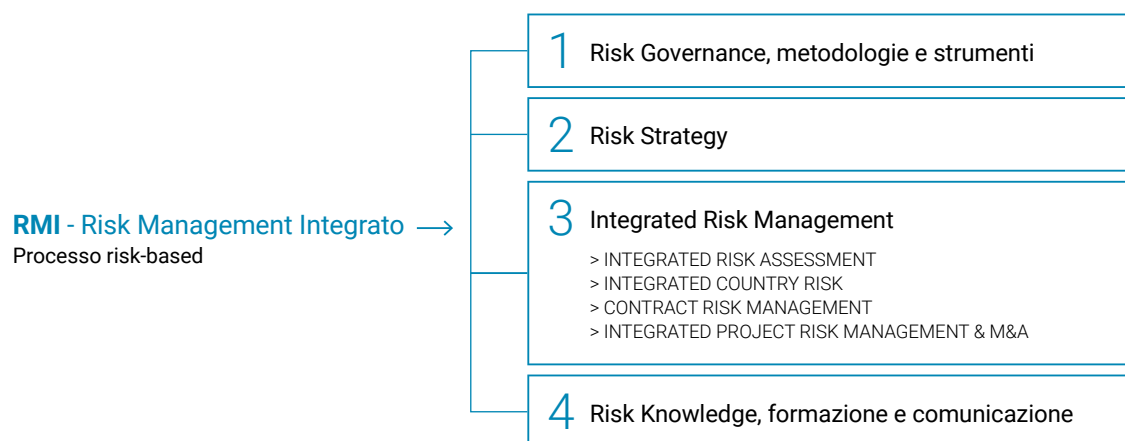 1 Risk Governance, metodologie e strumenti
2 Risk Strategy
RMI - Risk Management Integrato →
Processo risk-based
3 Integrated Risk Management
> INTEGRATED RISK ASSESSMENT
> INTEGRATED COUNTRY RISK
> CONTRACT RISK MANAGEMENT
> INTEGRATED PROJECT RISK MANAGEMENT & M&A
4 Risk Knowledge, formazione e comunicazione